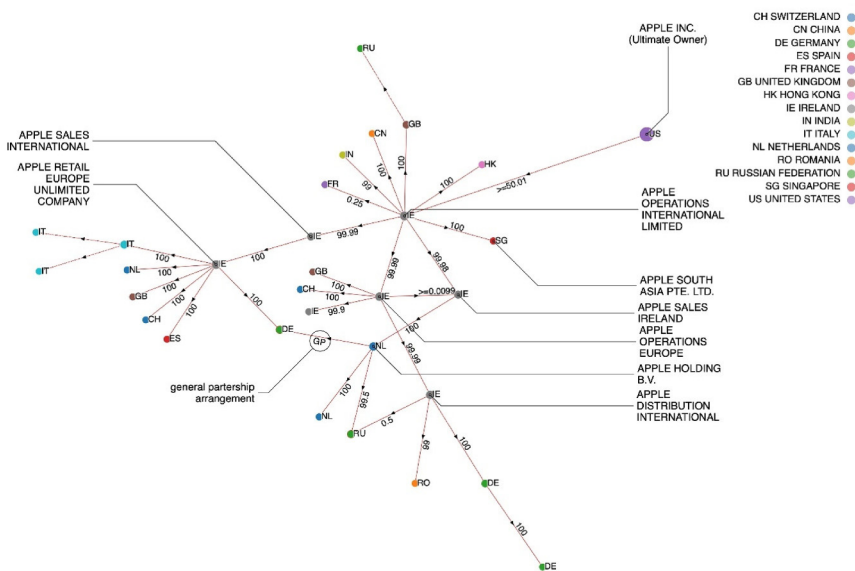 APPLE INC.
(Ultimate Owner)
CH SWITZERLAND
CN CHINA
DE GERMANY
ES SPAIN
FR FRANCE
GB UNITED KINGDOM
HK HONG KONG
IE IRELAND
IN INDIA
IT ITALY
NL NETHERLANDS
RO ROMANIA
RU RUSSIAN FEDERATION
SG SINGAPORE
US UNITED STATES
RU
GB
CN
US
IN
HK
FR
100
100
99
100
0.25
>=50.01
APPLE SALES
INTERNATIONAL
APPLE RETAIL
EUROPE
UNLIMITED
COMPANY
IE
APPLE
OPERATIONS
INTERNATIONAL
LIMITED
IE
99.99
100
SG
IT
IT
IT
100
NL
100
GB
100
CH
100
ES
100
IE
100
100
DE
99.99
99.98
GB
100
CH
100
IE
99.9
IE
>=0.0099
IE
APPLE SOUTH
ASIA PTE. LTD.
APPLE SALES
IRELAND
APPLE
OPERATIONS
EUROPE
APPLE HOLDING
B.V.
APPLE
DISTRIBUTION
INTERNATIONAL
GP
general partership
arrangement
100
NL
99.99
100
99.5
NL
RU
0.5
IE
99
100
RO
DE
100
DE